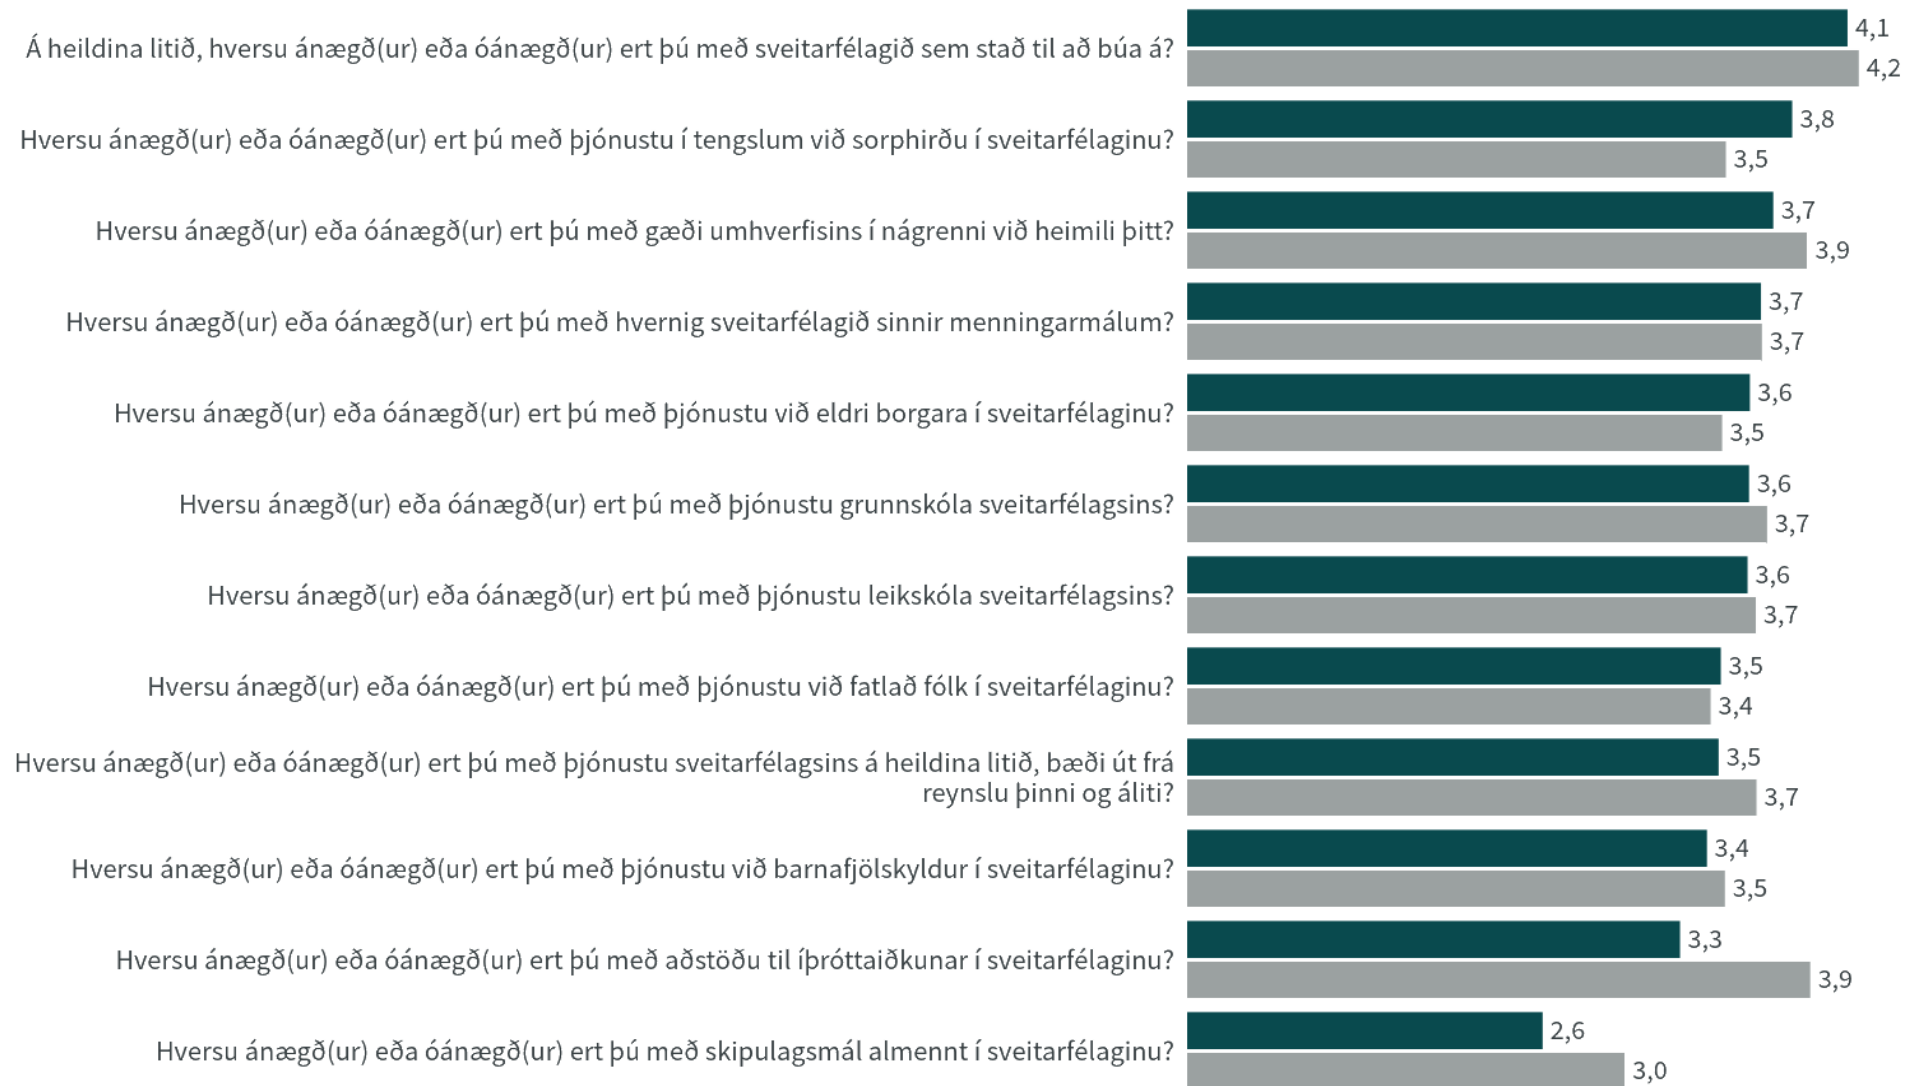 Á heildina litið, hversu ánægð(ur) eða óánægð(ur) ert þú með sveitarfélagið sem stað til að búa á?
4,1
4,2
Hversu ánægð(ur) eða óánægð(ur) ert þú með þjónustu í tengslum við sorphirðu í sveitarfélaginu?
3,8
3,5
Hversu ánægð(ur) eða óánægð(ur) ert þú með gæði umhverfisins í nágrenni við heimili þitt?
3,7
3,9
Hversu ánægð(ur) eða óánægð(ur) ert þú með hvernig sveitarfélagið sinnir menningarmálum?
3,7
3,7
Hversu ánægð(ur) eða óánægð(ur) ert þú með þjónustu við eldri borgara í sveitarfélaginu?
3,6
3,5
Hversu ánægð(ur) eða óánægð(ur) ert þú með þjónustu grunnskóla sveitarfélagsins?
3,6
3,7
Hversu ánægð(ur) eða óánægð(ur) ert þú með þjónustu leikskóla sveitarfélagsins?
3,6
3,7
Hversu ánægð(ur) eða óánægð(ur) ert þú með þjónustu við fatlað fólk í sveitarfélaginu?
3,5
3,4
Hversu ánægð(ur) eða óánægð(ur) ert þú með þjónustu sveitarfélagsins á heildina litið, bæði út frá
reynslu þinni og áliti?
3,5
3,7
Hversu ánægð(ur) eða óánægð(ur) ert þú með þjónustu við barnafjölskyldur í sveitarfélaginu?
3,4
3,5
Hversu ánægð(ur) eða óánægð(ur) ert þú með aðstöðu til íþróttaiðkunar í sveitarfélaginu?
3,3
3,9
Hversu ánægð(ur) eða óánægð(ur) ert þú með skipulagsmál almennt í sveitarfélaginu?
2,6
3,0